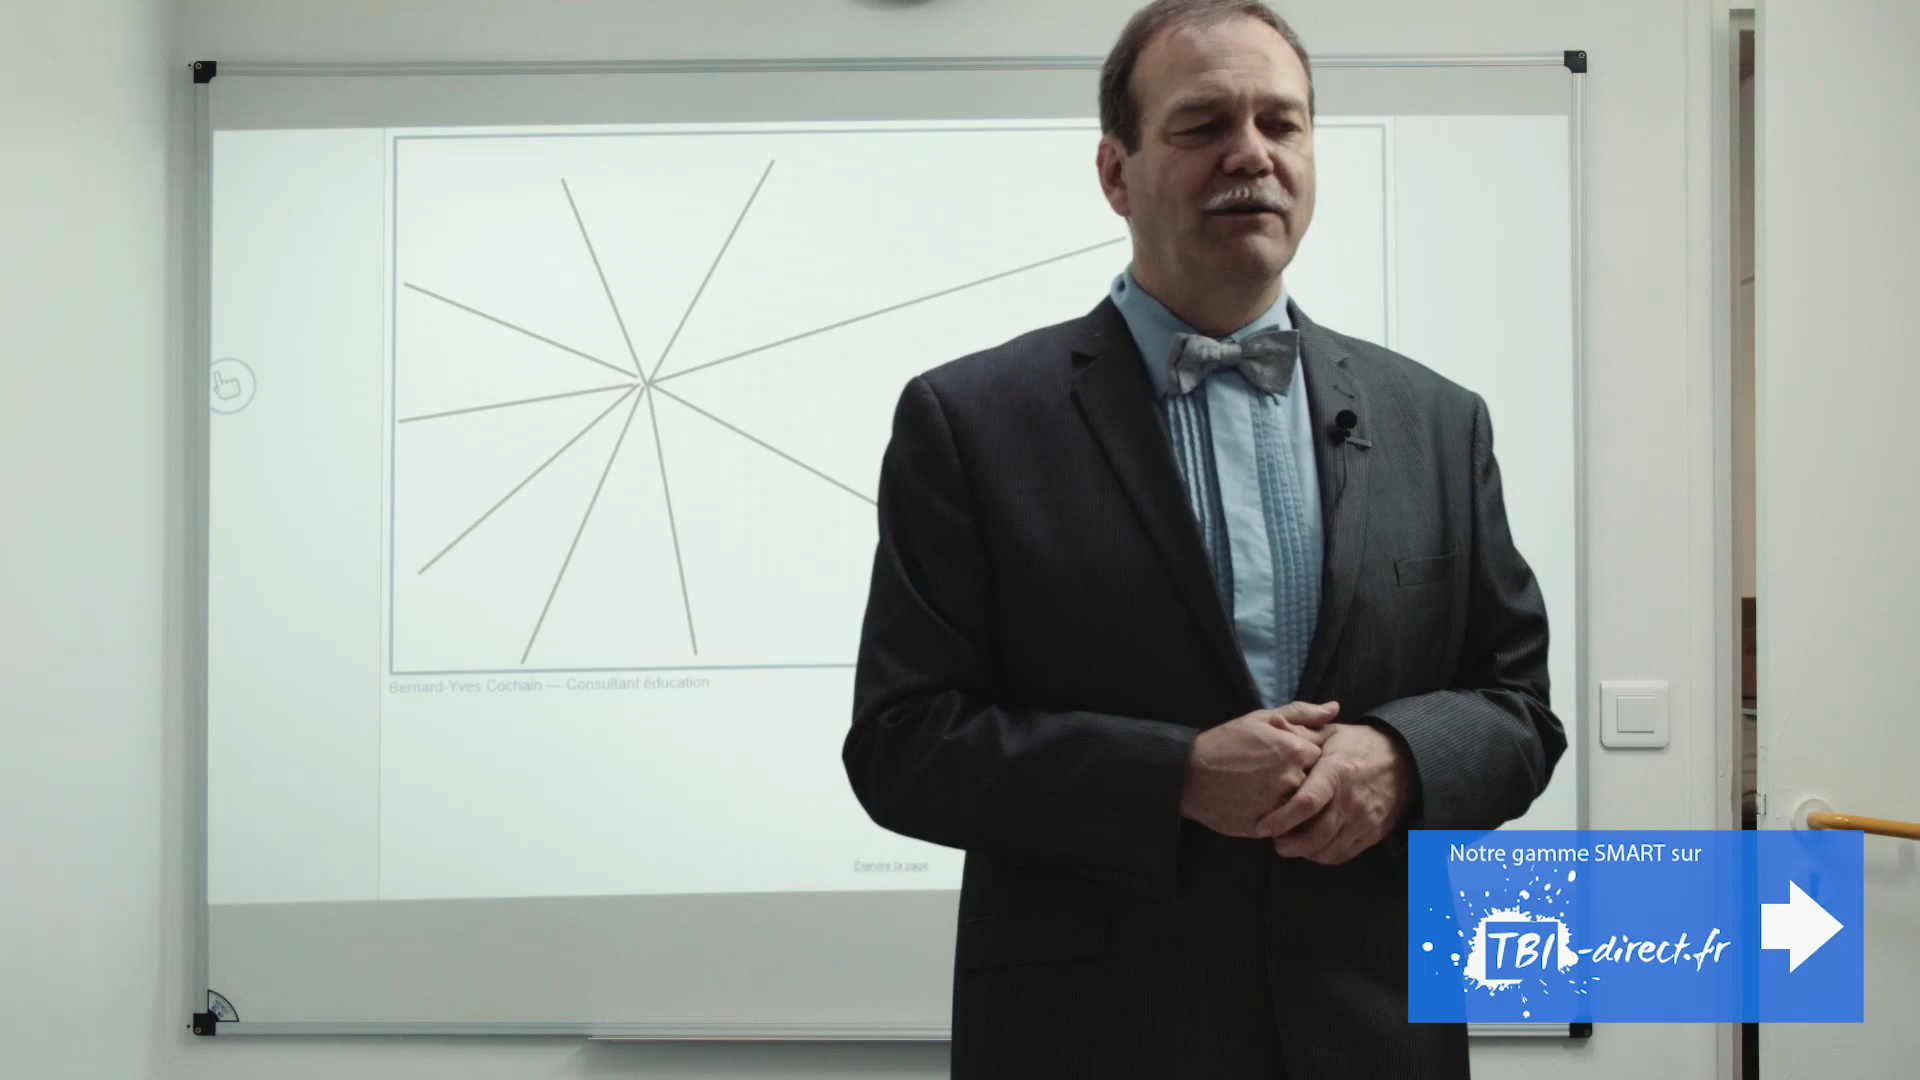 Bernard-Yves Cochain — Consultant éducation
Étendre la page
Notre gamme SMART sur
TBI-direct.fr